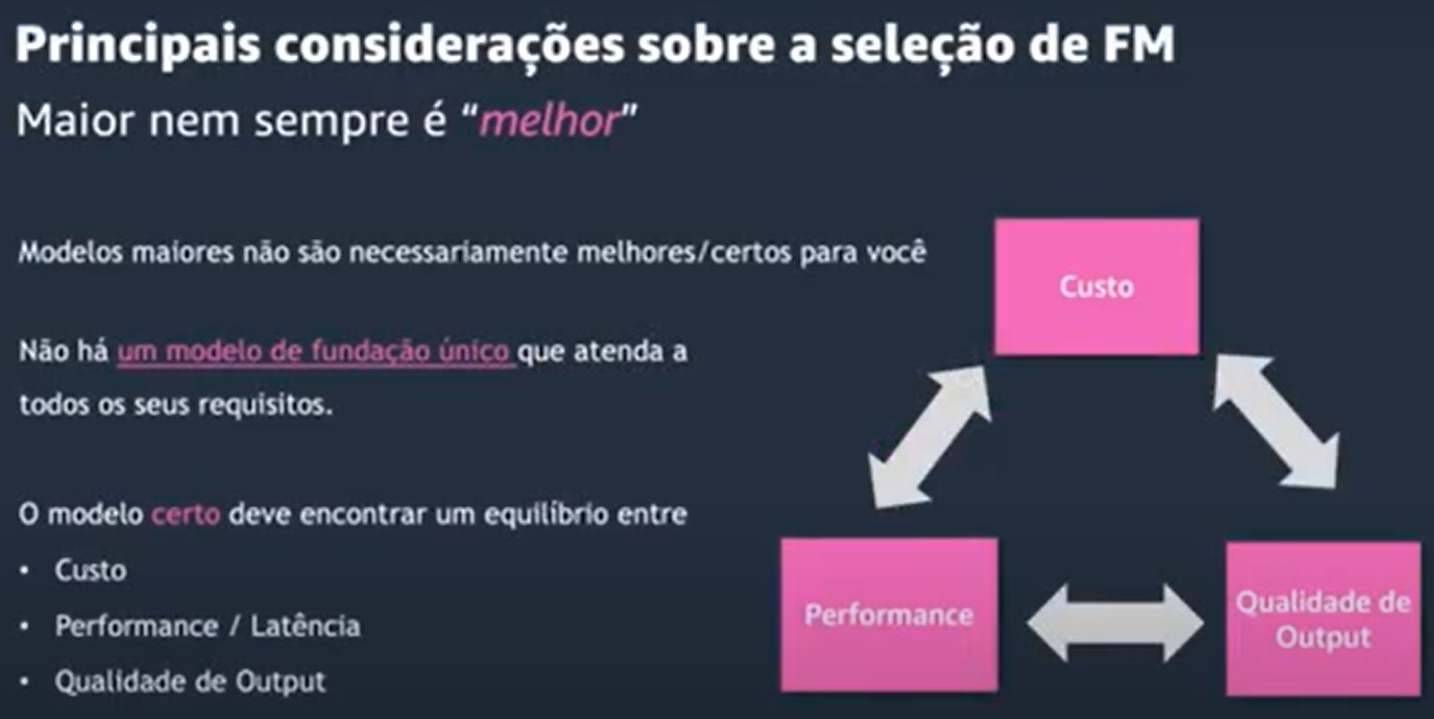 Principais considerações sobre a seleção de FM
Maior nem sempre é “melhor”
Modelos maiores não são necessariamente melhores/certos para você
Não há um modelo de fundação único que atenda a
todos os seus requisitos.
O modelo certo deve encontrar um equilíbrio entre
• Custo
• Performance / Latência
• Qualidade de Output
Custo
Performance
Qualidade de
Output